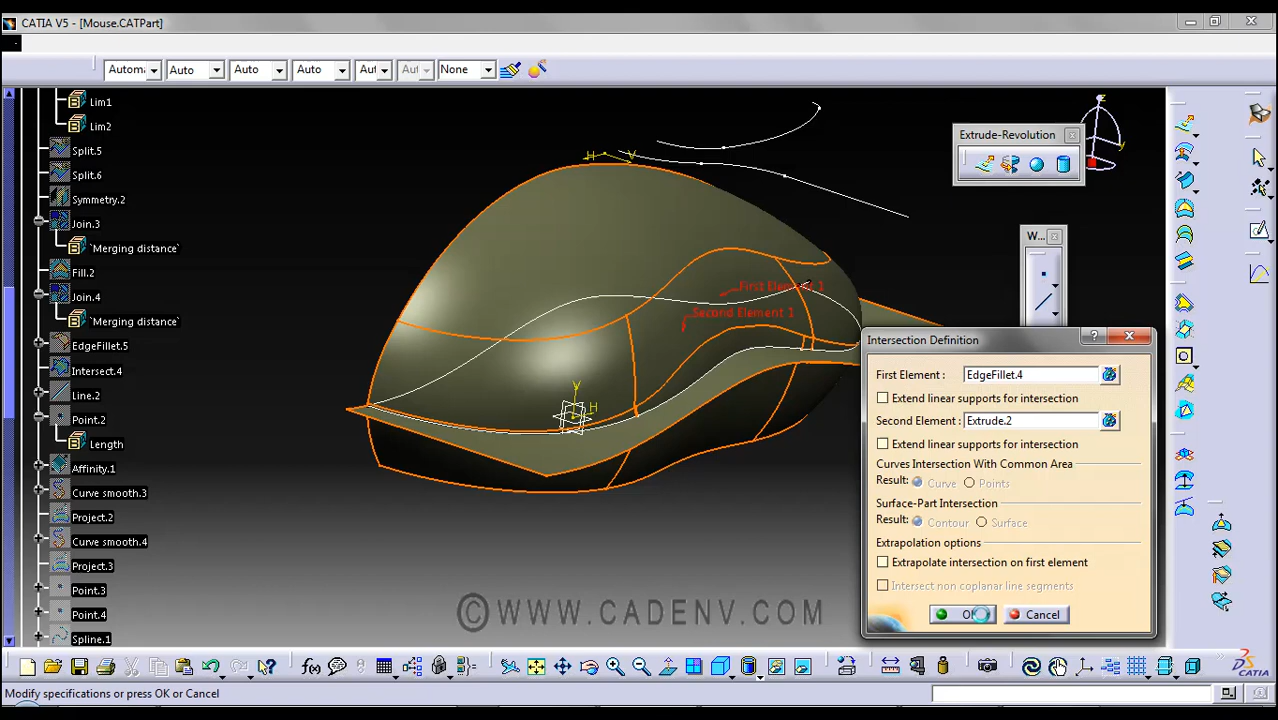 CATIA V5 - [Mouse.CATPart]
Auto Auto Auto None
Lim1
Lim2
Split.5
Split.6
Symmetry.2
Join.3
`Merging distance`
Fill.2
Join.4
`Merging distance`
EdgeFillet.5
Intersect.4
Line.2
Point.2
Length
Affinity.1
Curve smooth.3
Project.2
Curve smooth.4
Project.3
Point.3
Point.4
Spline.1
H V
First Element 1
Second Element 1
Y
H
z
y
Extrude-Revolution
W...
Intersection Definition
First Element : EdgeFillet.4
Extend linear supports for intersection
Second Element : Extrude.2
Extend linear supports for intersection
Curves Intersection With Common Area
Result: Curve Points
Surface-Part Intersection
Result: Contour Surface
Extrapolation options
Extrapolate intersection on first element
Intersect non coplanar line segments
OK Cancel
© WWW.CADENV.COM
f(x)
CATIA
Modify specifications or press OK or Cancel